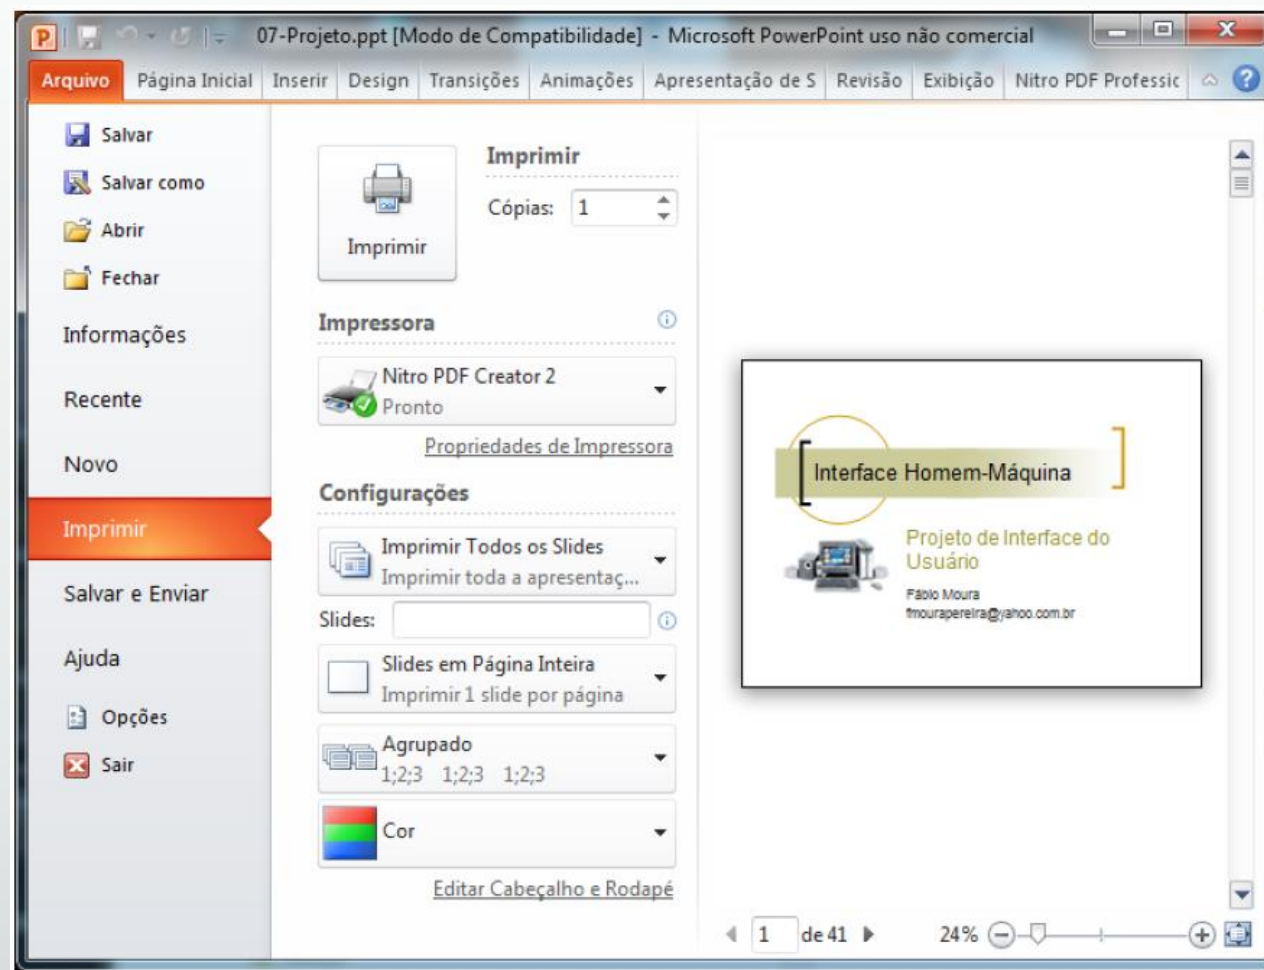 07-Projeto.ppt [Modo de Compatibilidade] - Microsoft PowerPoint uso não comercial
Arquivo Página Inicial Inserir Design Transições Animações Apresentação de S Revisão Exibição Nitro PDF Professic
Salvar
Salvar como
Abrir
Fechar
Informações
Recente
Novo
Imprimir
Salvar e Enviar
Ajuda
Opções
Sair
Imprimir
Imprimir
Cópias: 1
Impressora
Nitro PDF Creator 2
Pronto
Propriedades de Impressora
Configurações
Imprimir Todos os Slides
Imprimir toda a apresentaç...
Slides:
Slides em Página Inteira
Imprimir 1 slide por página
Agrupado
1;2;3 1;2;3 1;2;3
Cor
Editar Cabeçalho e Rodapé
Interface Homem-Máquina
Projeto de Interface do
Usuário
Fábio Moura
fmourapereira@yahoo.com.br
1 de 41 24%